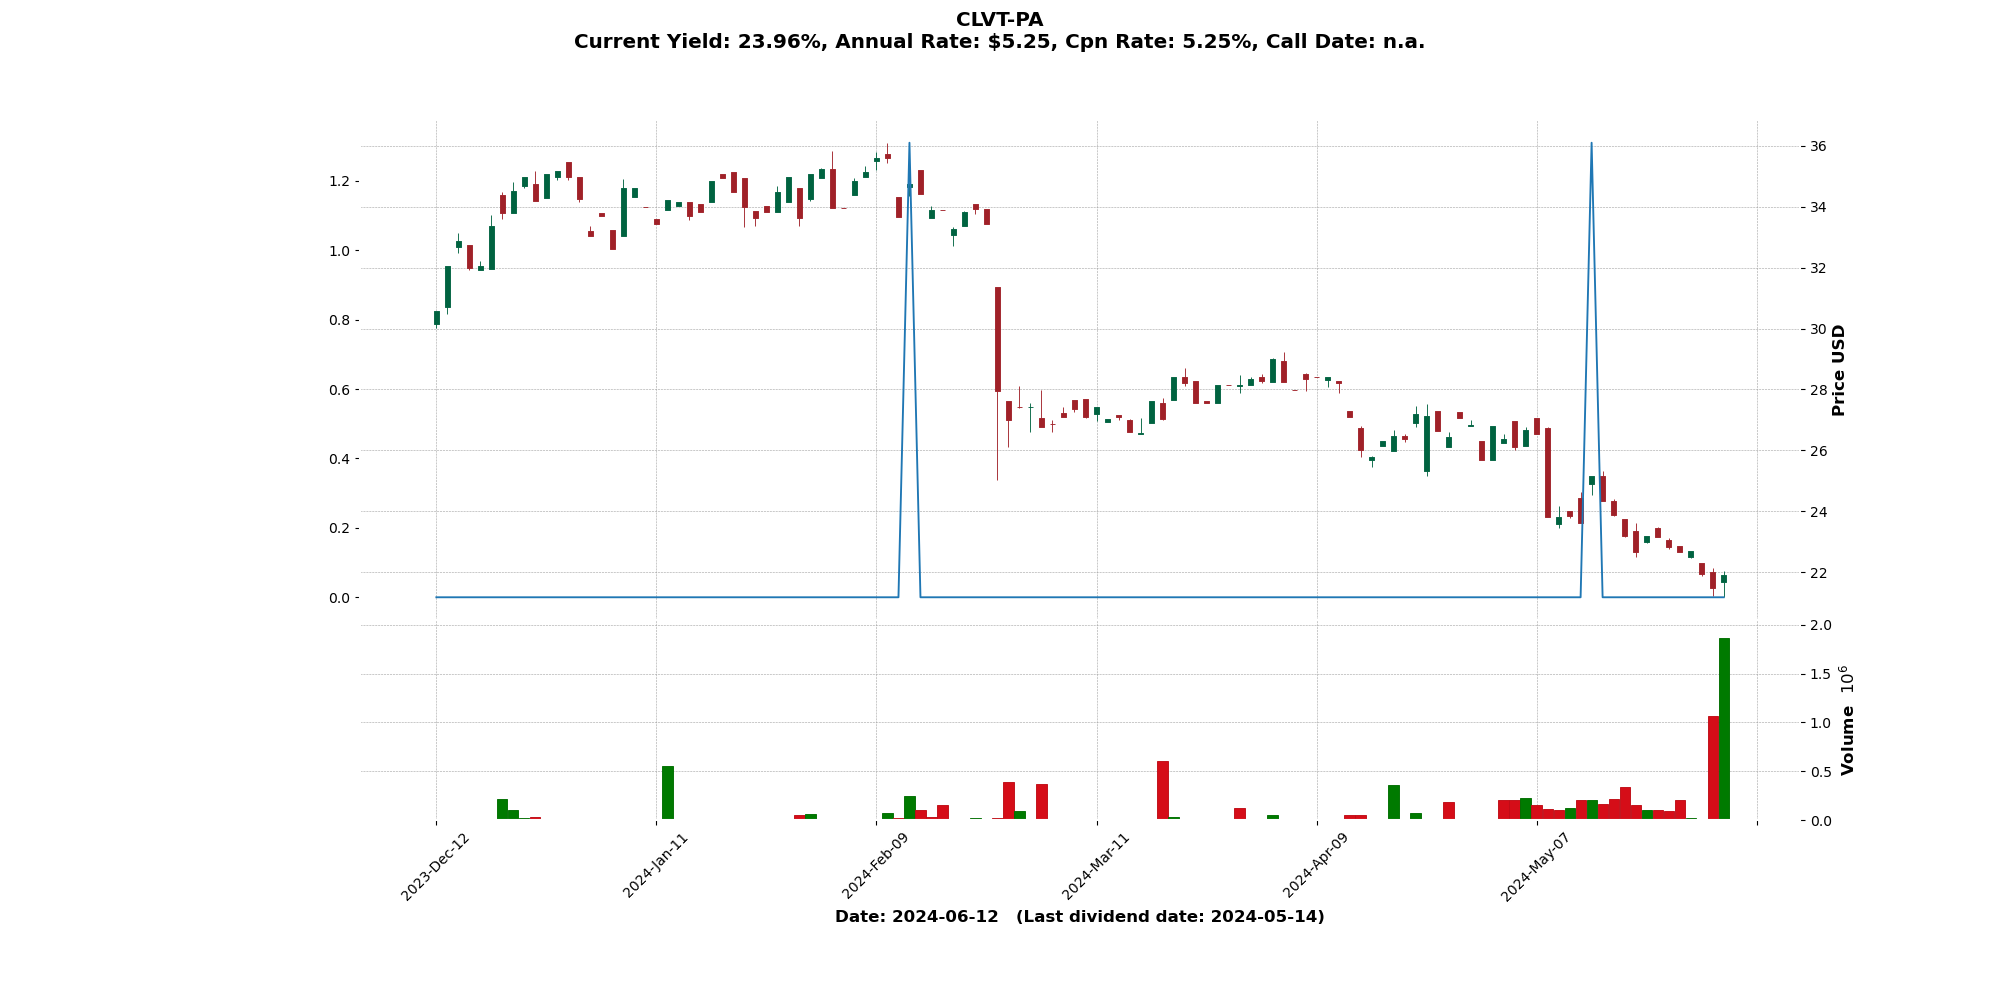 CLVT-PA
Current Yield: 23.96%, Annual Rate: $5.25, Cpn Rate: 5.25%, Call Date: n.a.
1.2
1.0
0.8
0.6
0.4
0.2
0.0
36
34
32
30
28
26
24
22
Price USD
2.0
1.5
1.0
0.5
0.0
Volume 10^6
2023-Dec-12
2024-Jan-11
2024-Feb-09
2024-Mar-11
2024-Apr-09
2024-May-07
Date: 2024-06-12 (Last dividend date: 2024-05-14)